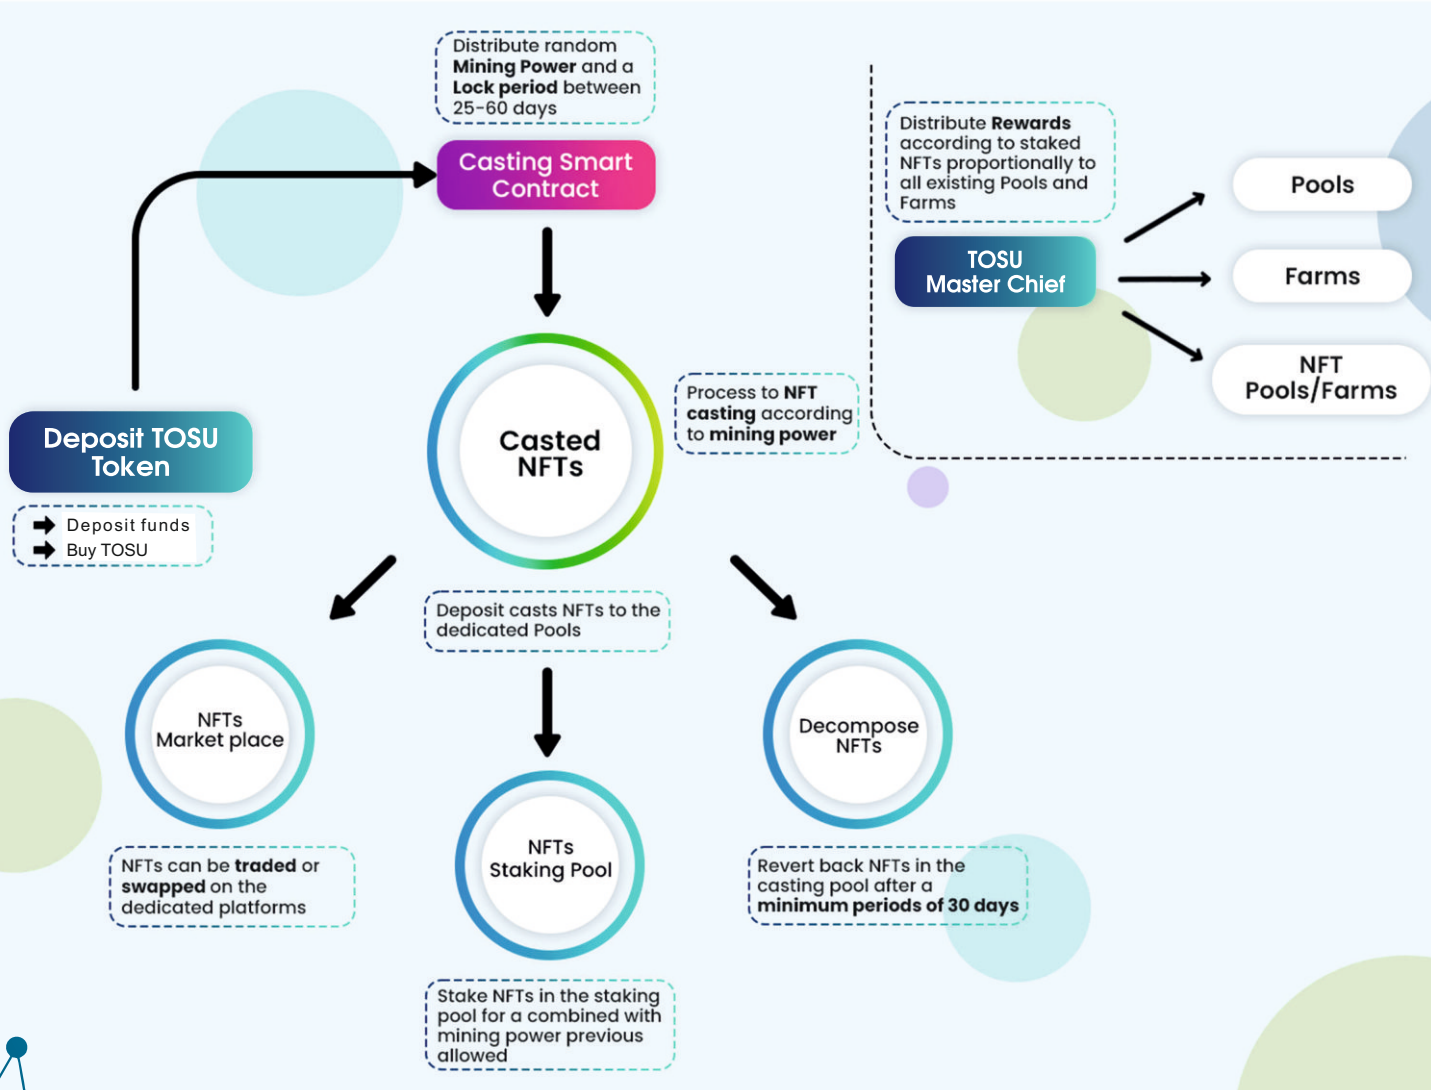 Distribute random
Mining Power and a
Lock period between
25-60 days
Casting Smart
Contract
Distribute Rewards
according to staked
NFTs proportionally to
all existing Pools and
Farms
TOSU
Master Chief
Pools
Farms
NFT
Pools/Farms
Deposit TOSU
Token
Deposit funds
Buy TOSU
Casted
NFTs
Process to NFT
casting according
to mining power
Deposit casts NFTs to the
dedicated Pools
NFTs
Market place
NFTs can be traded or
swapped on the
dedicated platforms
NFTs
Staking Pool
Stake NFTs in the staking
pool for a combined with
mining power previous
allowed
Decompose
NFTs
Revert back NFTs in the
casting pool after a
minimum periods of 30 days